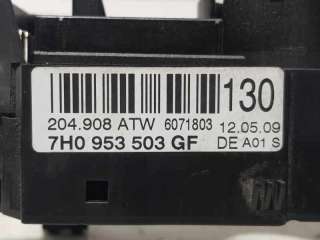 130
204.908 ATW 6071803 12.05.09
7H0 953 503 GF DE A01 S